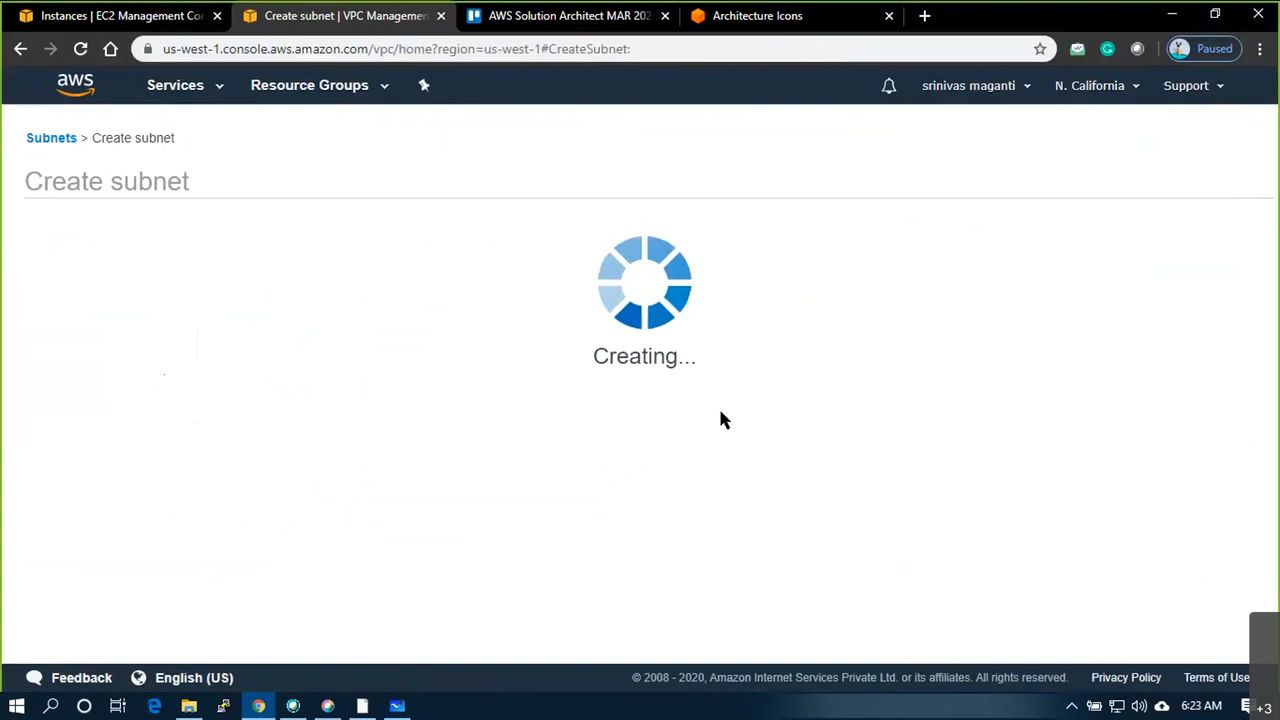 Instances | EC2 Management Co
Create subnet | VPC Managemen
AWS Solution Architect MAR 202
Architecture Icons
us-west-1.console.aws.amazon.com/vpc/home?region=us-west-1#CreateSubnet:
Paused
aws
Services
Resource Groups
srinivas maganti
N. California
Support
Subnets > Create subnet
Create subnet
Creating...
Feedback
English (US)
© 2008 - 2020, Amazon Internet Services Private Ltd. or its affiliates. All rights reserved.
Privacy Policy
Terms of Use
6:23 AM
+3